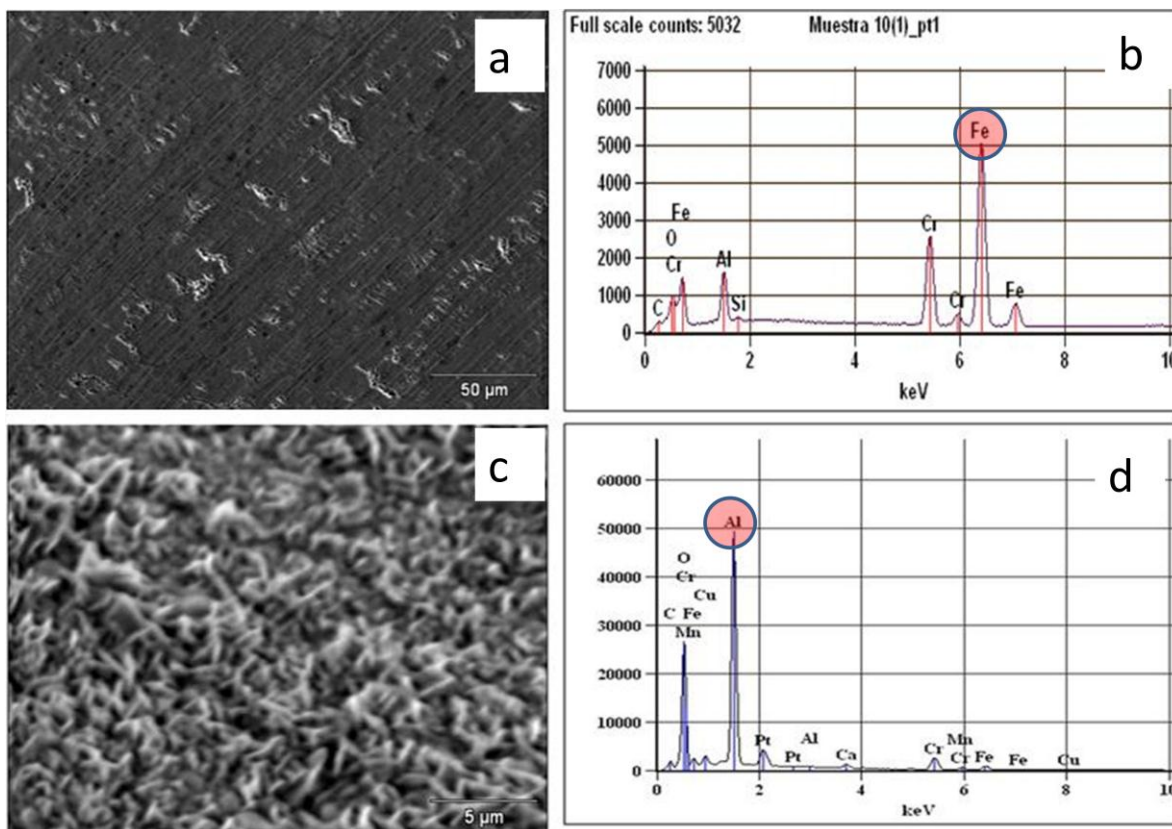 a
50 µm
Full scale counts: 5032 Muestra 10(1)_pt1
b
7000
6000
5000
4000
3000
2000
1000
0
Fe
Fe
O
Cr
C
Al
Si
Cr
Cr
Fe
0 2 4 6 8 10
keV
c
5 µm
d
60000
50000
40000
30000
20000
10000
0
Al
O
Cr
Cu
C Fe
Mn
Pt
Al
Pt
Ca
Cr
Mn
Cr Fe
Fe
Cu
0 2 4 6 8 10
keV